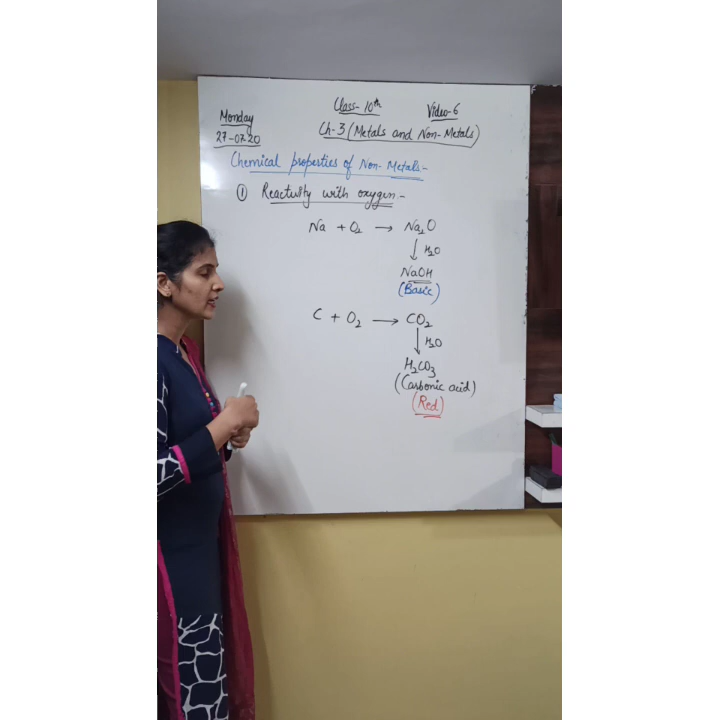 Monday Class- 10th Video-6
27-07-20 Ch-3 (Metals and Non-Metals)
Chemical properties of Non-Metals:-
① Reactivity with oxygen:-
Na + O₂ → Na₂O
↓ H₂O
NaOH
(Basic)
C + O₂ → CO₂
↓ H₂O
H₂CO₃
(Carbonic acid)
(Red)